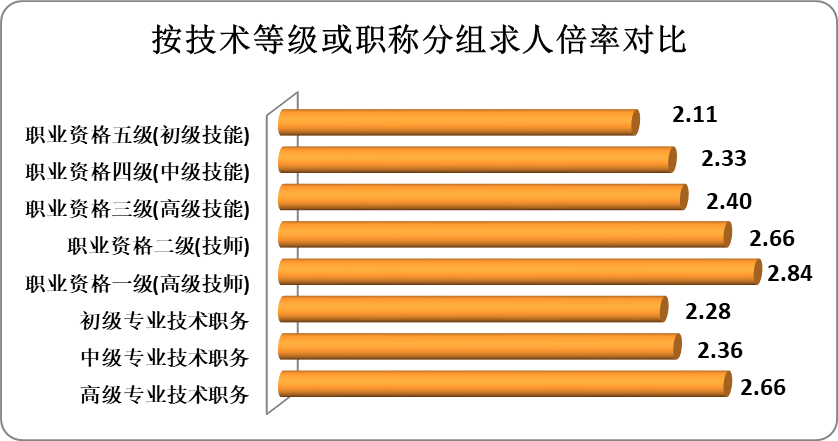 按技术等级或职称分组求人倍率对比
职业资格五级(初级技能) 2.11
职业资格四级(中级技能) 2.33
职业资格三级(高级技能) 2.40
职业资格二级(技师) 2.66
职业资格一级(高级技师) 2.84
初级专业技术职务 2.28
中级专业技术职务 2.36
高级专业技术职务 2.66